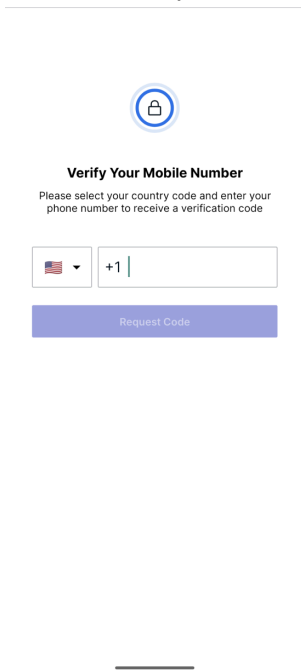 Verify Your Mobile Number
Please select your country code and enter your
phone number to receive a verification code
+1
Request Code